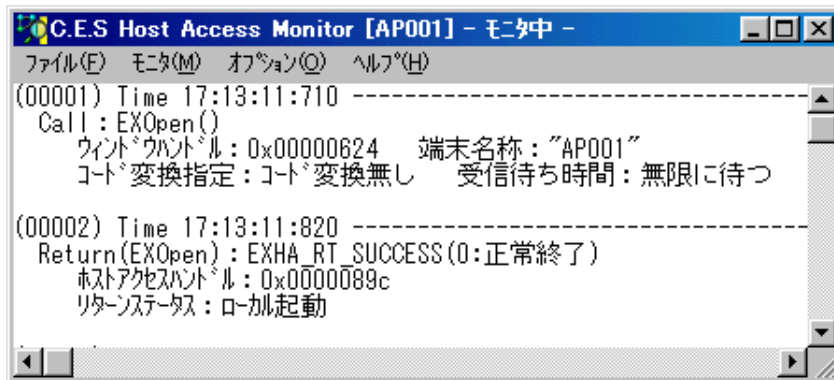 C.E.S Host Access Monitor [AP001] - ﾓﾆﾀ中 -
ﾌｧｲﾙ(F) ﾓﾆﾀ(M) ｵﾌﾟｼｮﾝ(O) ﾍﾙﾌﾟ(H)
(00001) Time 17:13:11:710 ----------------------------------
Call : EXOpen()
ｳｨﾝﾄﾞｳﾊﾝﾄﾞﾙ : 0x00000624 端末名称 : "AP001"
ｺｰﾄﾞ変換指定 : ｺｰﾄﾞ変換無し 受信待ち時間 : 無限に待つ
(00002) Time 17:13:11:820 ----------------------------------
Return(EXOpen) : EXHA_RT_SUCCESS(0:正常終了)
ﾎｽﾄｱｸｾｽﾊﾝﾄﾞﾙ : 0x0000089c
ﾘﾀｰﾝｽﾃｰﾀｽ : ﾛｰｶﾙ起動